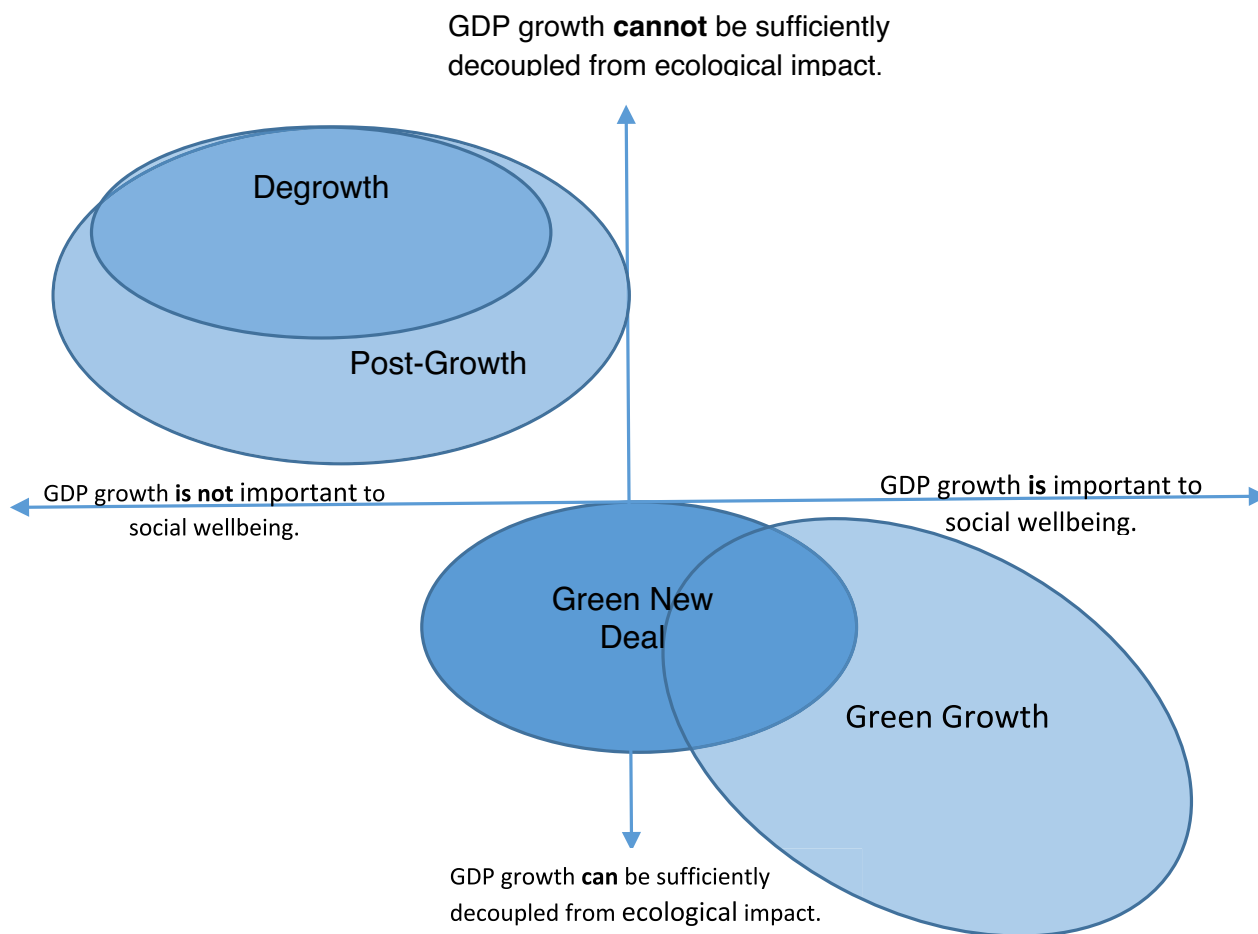 GDP growth cannot be sufficiently
decoupled from ecological impact.
Degrowth
Post-Growth
GDP growth is not important to
social wellbeing.
GDP growth is important to
social wellbeing.
Green New
Deal
Green Growth
GDP growth can be sufficiently
decoupled from ecological impact.